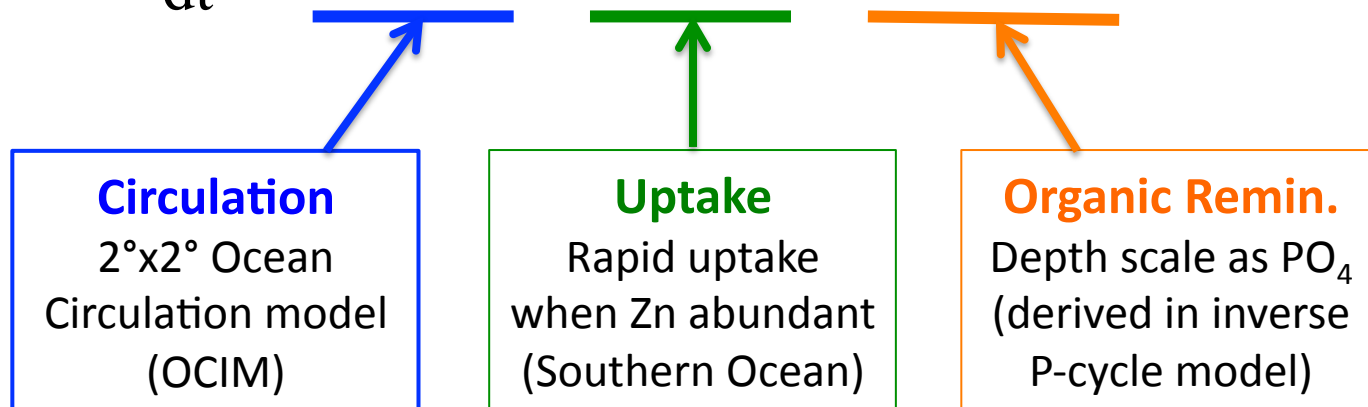 dt
Circulation
2°x2° Ocean
Circulation model
(OCIM)
Uptake
Rapid uptake
when Zn abundant
(Southern Ocean)
Organic Remin.
Depth scale as PO₄
(derived in inverse
P-cycle model)